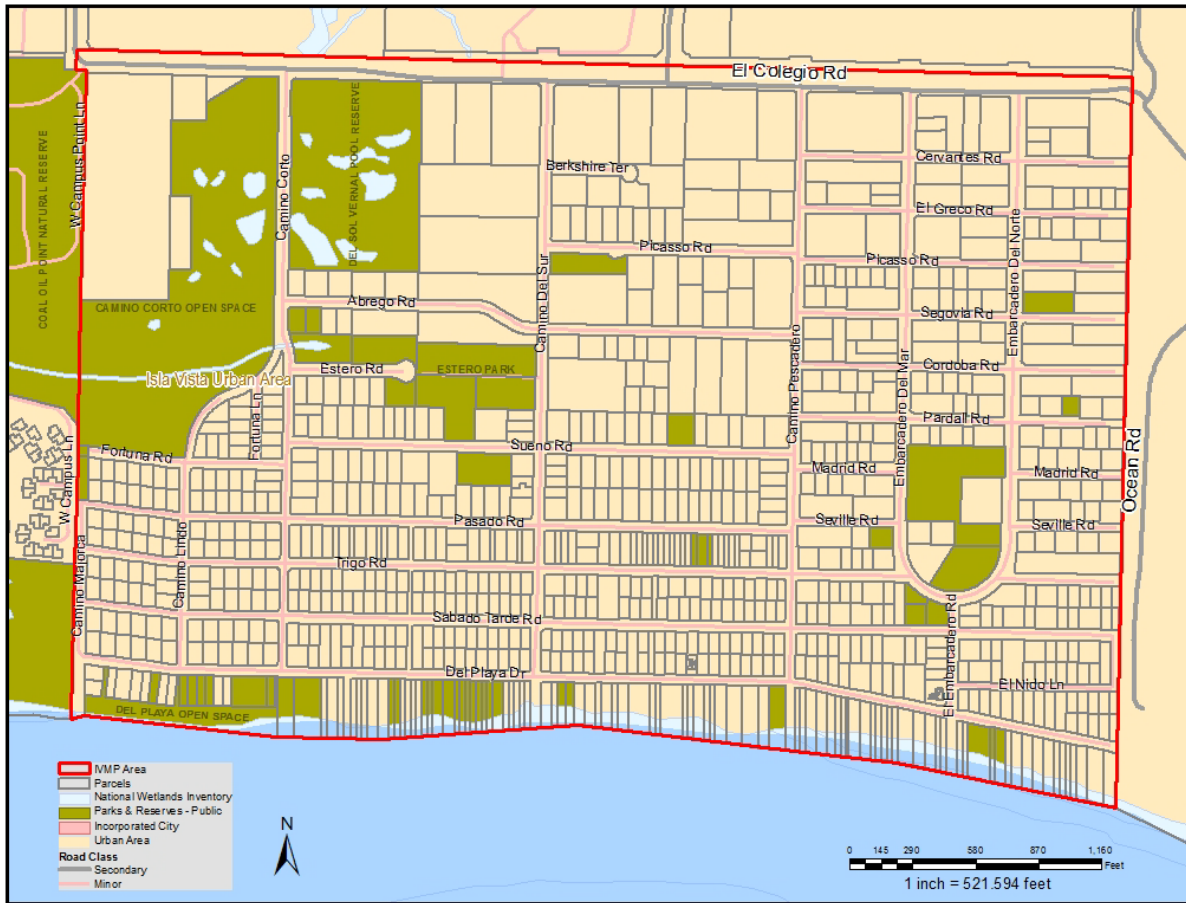 El Colegio Rd
W Campus Point Ln
COAL OIL POINT NATURAL RESERVE
Camino Corto
DEL SOL VERNAL POOL RESERVE
Cervantes Rd
Berkshire Ter
El Greco Rd
Embarcadero Del Norte
Picasso Rd
Picasso Rd
Camino Del Sur
CAMINO CORTO OPEN SPACE
Abrego Rd
Segovia Rd
Camino Pescadero
Embarcadero Del Mar
Estero Rd
ESTERO PARK
Cordoba Rd
Isla Vista Urban Area
Fortuna Ln
Pardall Rd
Sueno Rd
Fortuna Rd
Madrid Rd
Madrid Rd
Ocean Rd
W Campus Ln
Pasado Rd
Seville Rd
Seville Rd
Camino Majorca
Camino Lindo
Trigo Rd
Sabado Tarde Rd
El Embarcadero Rd
Del Playa Dr
El Nido Ln
DEL PLAYA OPEN SPACE
IVMP Area
Parcels
National Wetlands Inventory
Parks & Reserves - Public
Incorporated City
Urban Area
Road Class
Secondary
Minor
N
0 145 290 580 870 1,160
Feet
1 inch = 521.594 feet